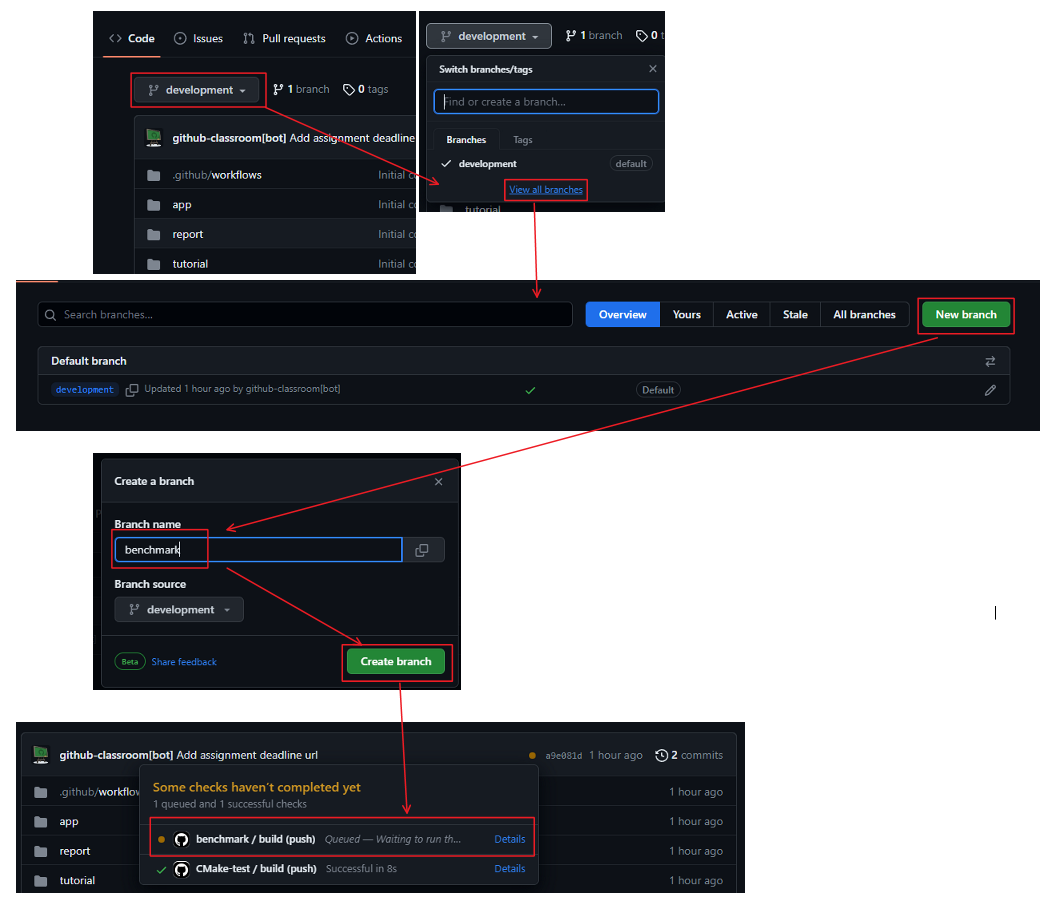 Code Issues Pull requests Actions
development 1 branch 0 tags
github-classroom[bot] Add assignment deadline
.github/workflows Initial
app Initial
report Initial
tutorial Initial
development 1 branch 0
Switch branches/tags
Find or create a branch...
Branches Tags
development default
View all branches
tutorial
Search branches... Overview Yours Active Stale All branches New branch
Default branch
development Updated 1 hour ago by github-classroom[bot] Default
Create a branch
Branch name
benchmark
Branch source
development
Beta Share feedback Create branch
github-classroom[bot] Add assignment deadline url a9e081d 1 hour ago 2 commits
Some checks haven't completed yet
.github/workflow 1 hour ago
1 queued and 1 successful checks
app 1 hour ago
benchmark / build (push) Queued — Waiting to run th... Details
report 1 hour ago
CMake-test / build (push) Successful in 8s Details
tutorial 1 hour ago